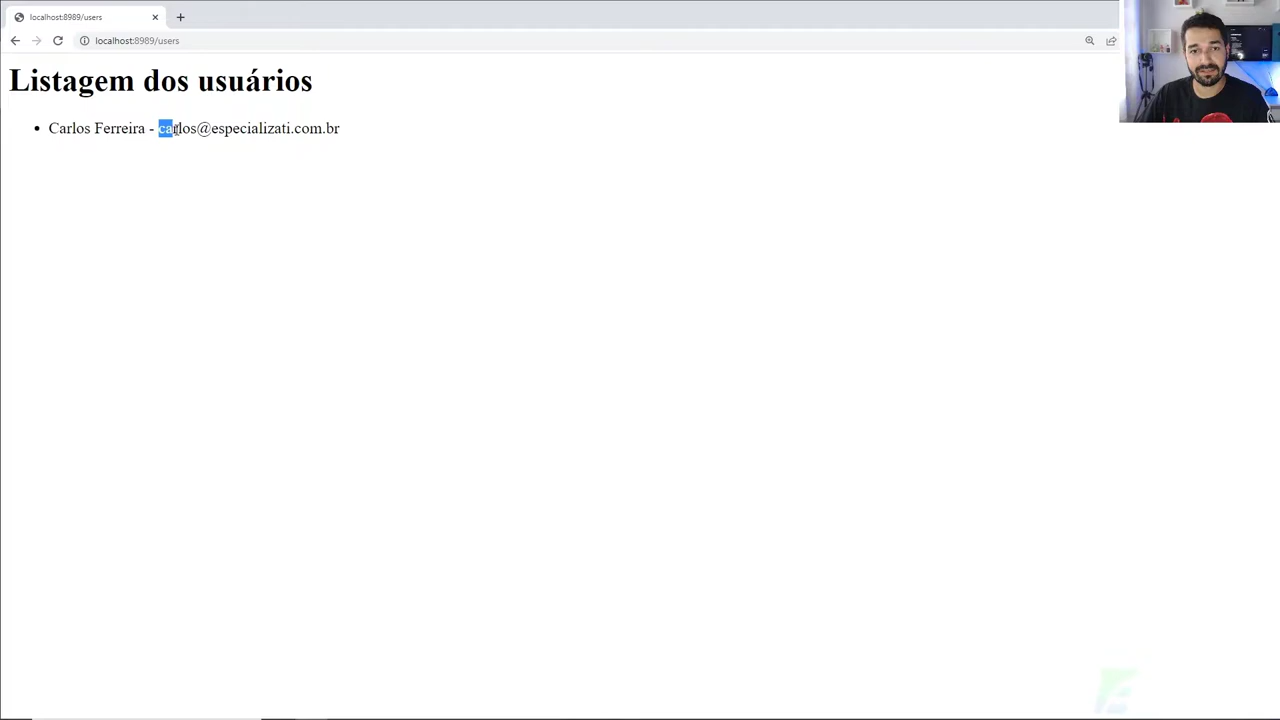 localhost:8989/users
localhost:8989/users
Listagem dos usuários
• Carlos Ferreira - carlos@especializati.com.br